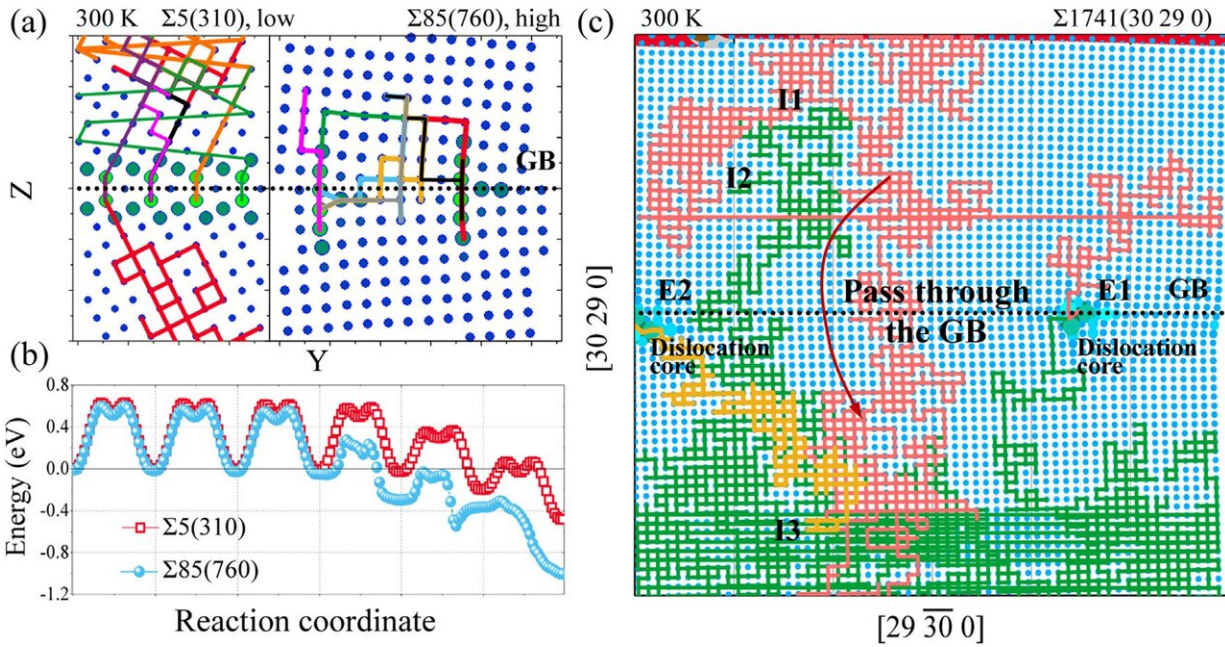 (a)
300 K
Σ5(310), low
Σ85(760), high
GB
Z
Y
(b)
0.8
0.4
0.0
-0.4
-0.8
-1.2
Energy (eV)
Σ5(310)
Σ85(760)
Reaction coordinate
(c)
300 K
Σ1741(30 29 0)
I1
I2
E2
Pass through
the GB
E1
GB
Dislocation
core
Dislocation
core
I3
[30 29 0]
[29 3̅0̅ 0]